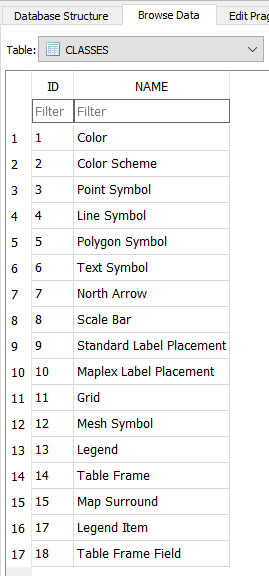 Database Structure Browse Data Edit Prag
Table: CLASSES
ID NAME
Filter Filter
1 1 Color
2 2 Color Scheme
3 3 Point Symbol
4 4 Line Symbol
5 5 Polygon Symbol
6 6 Text Symbol
7 7 North Arrow
8 8 Scale Bar
9 9 Standard Label Placement
10 10 Maplex Label Placement
11 11 Grid
12 12 Mesh Symbol
13 13 Legend
14 14 Table Frame
15 15 Map Surround
16 17 Legend Item
17 18 Table Frame Field